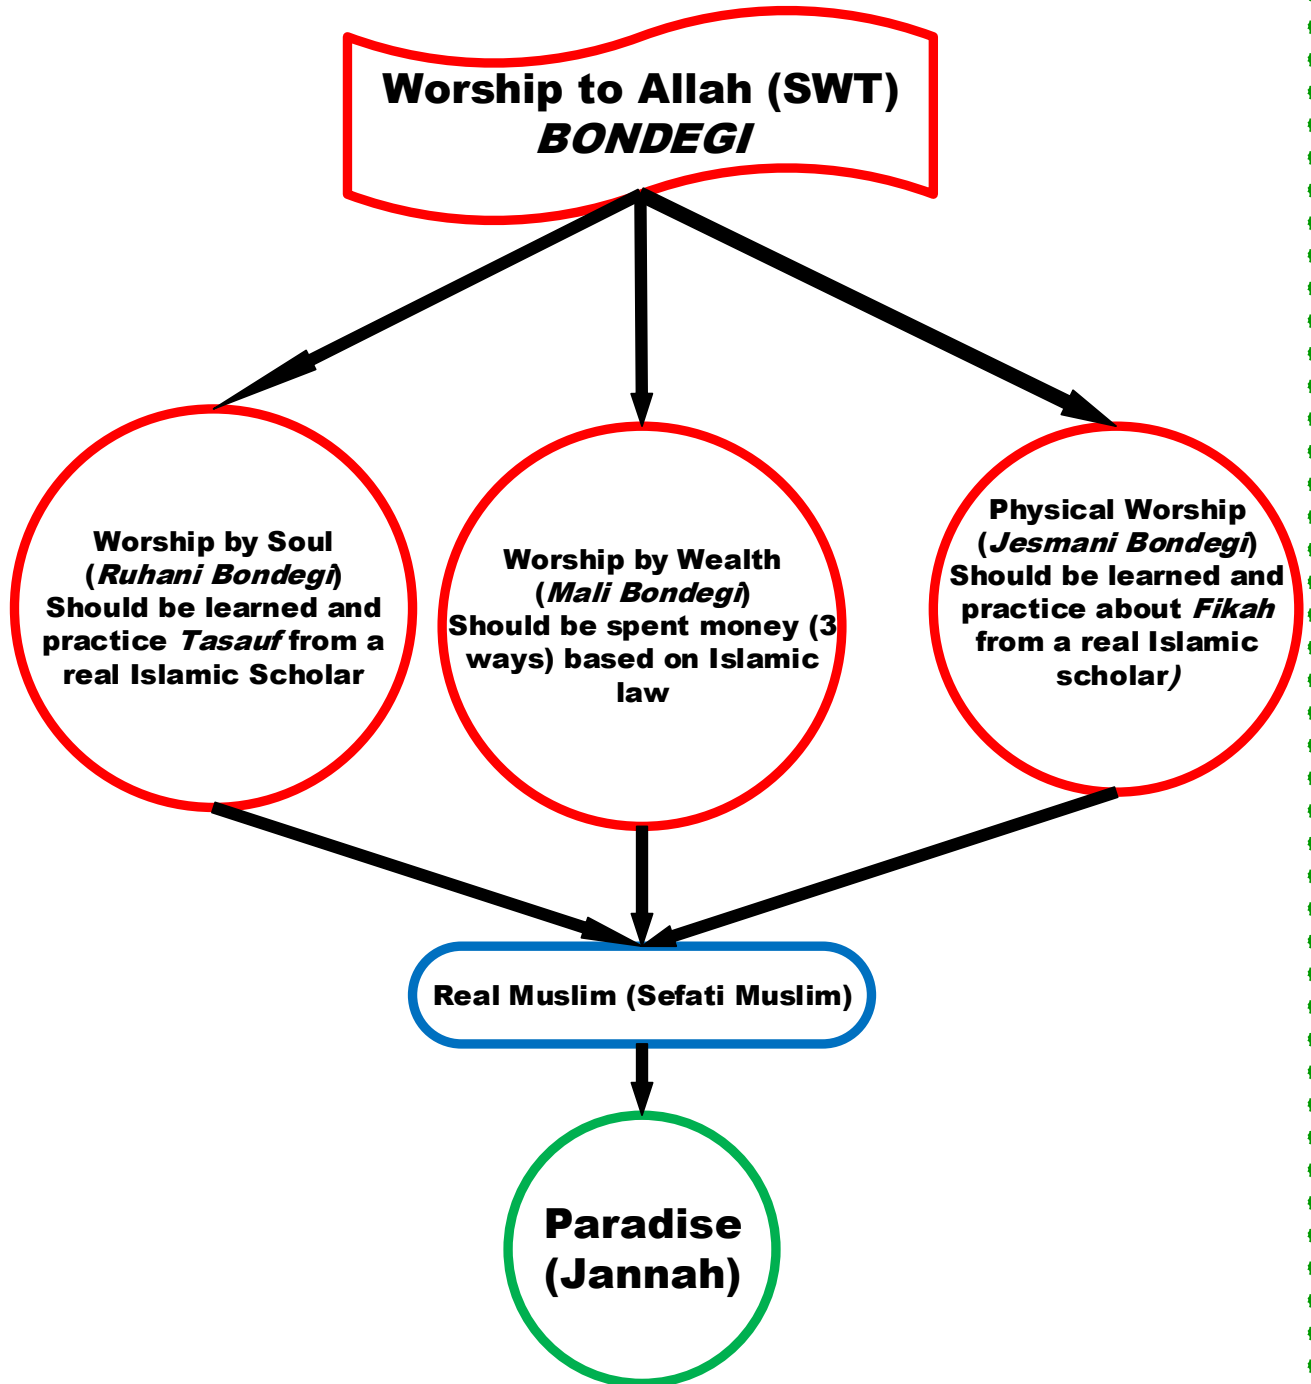 Worship to Allah (SWT)
BONDEGI
Worship by Soul
(Ruhani Bondegi)
Should be learned and
practice Tasauf from a
real Islamic Scholar
Worship by Wealth
(Mali Bondegi)
Should be spent money (3
ways) based on Islamic
law
Physical Worship
(Jesmani Bondegi)
Should be learned and
practice about Fikah
from a real Islamic
scholar)
Real Muslim (Sefati Muslim)
Paradise
(Jannah)